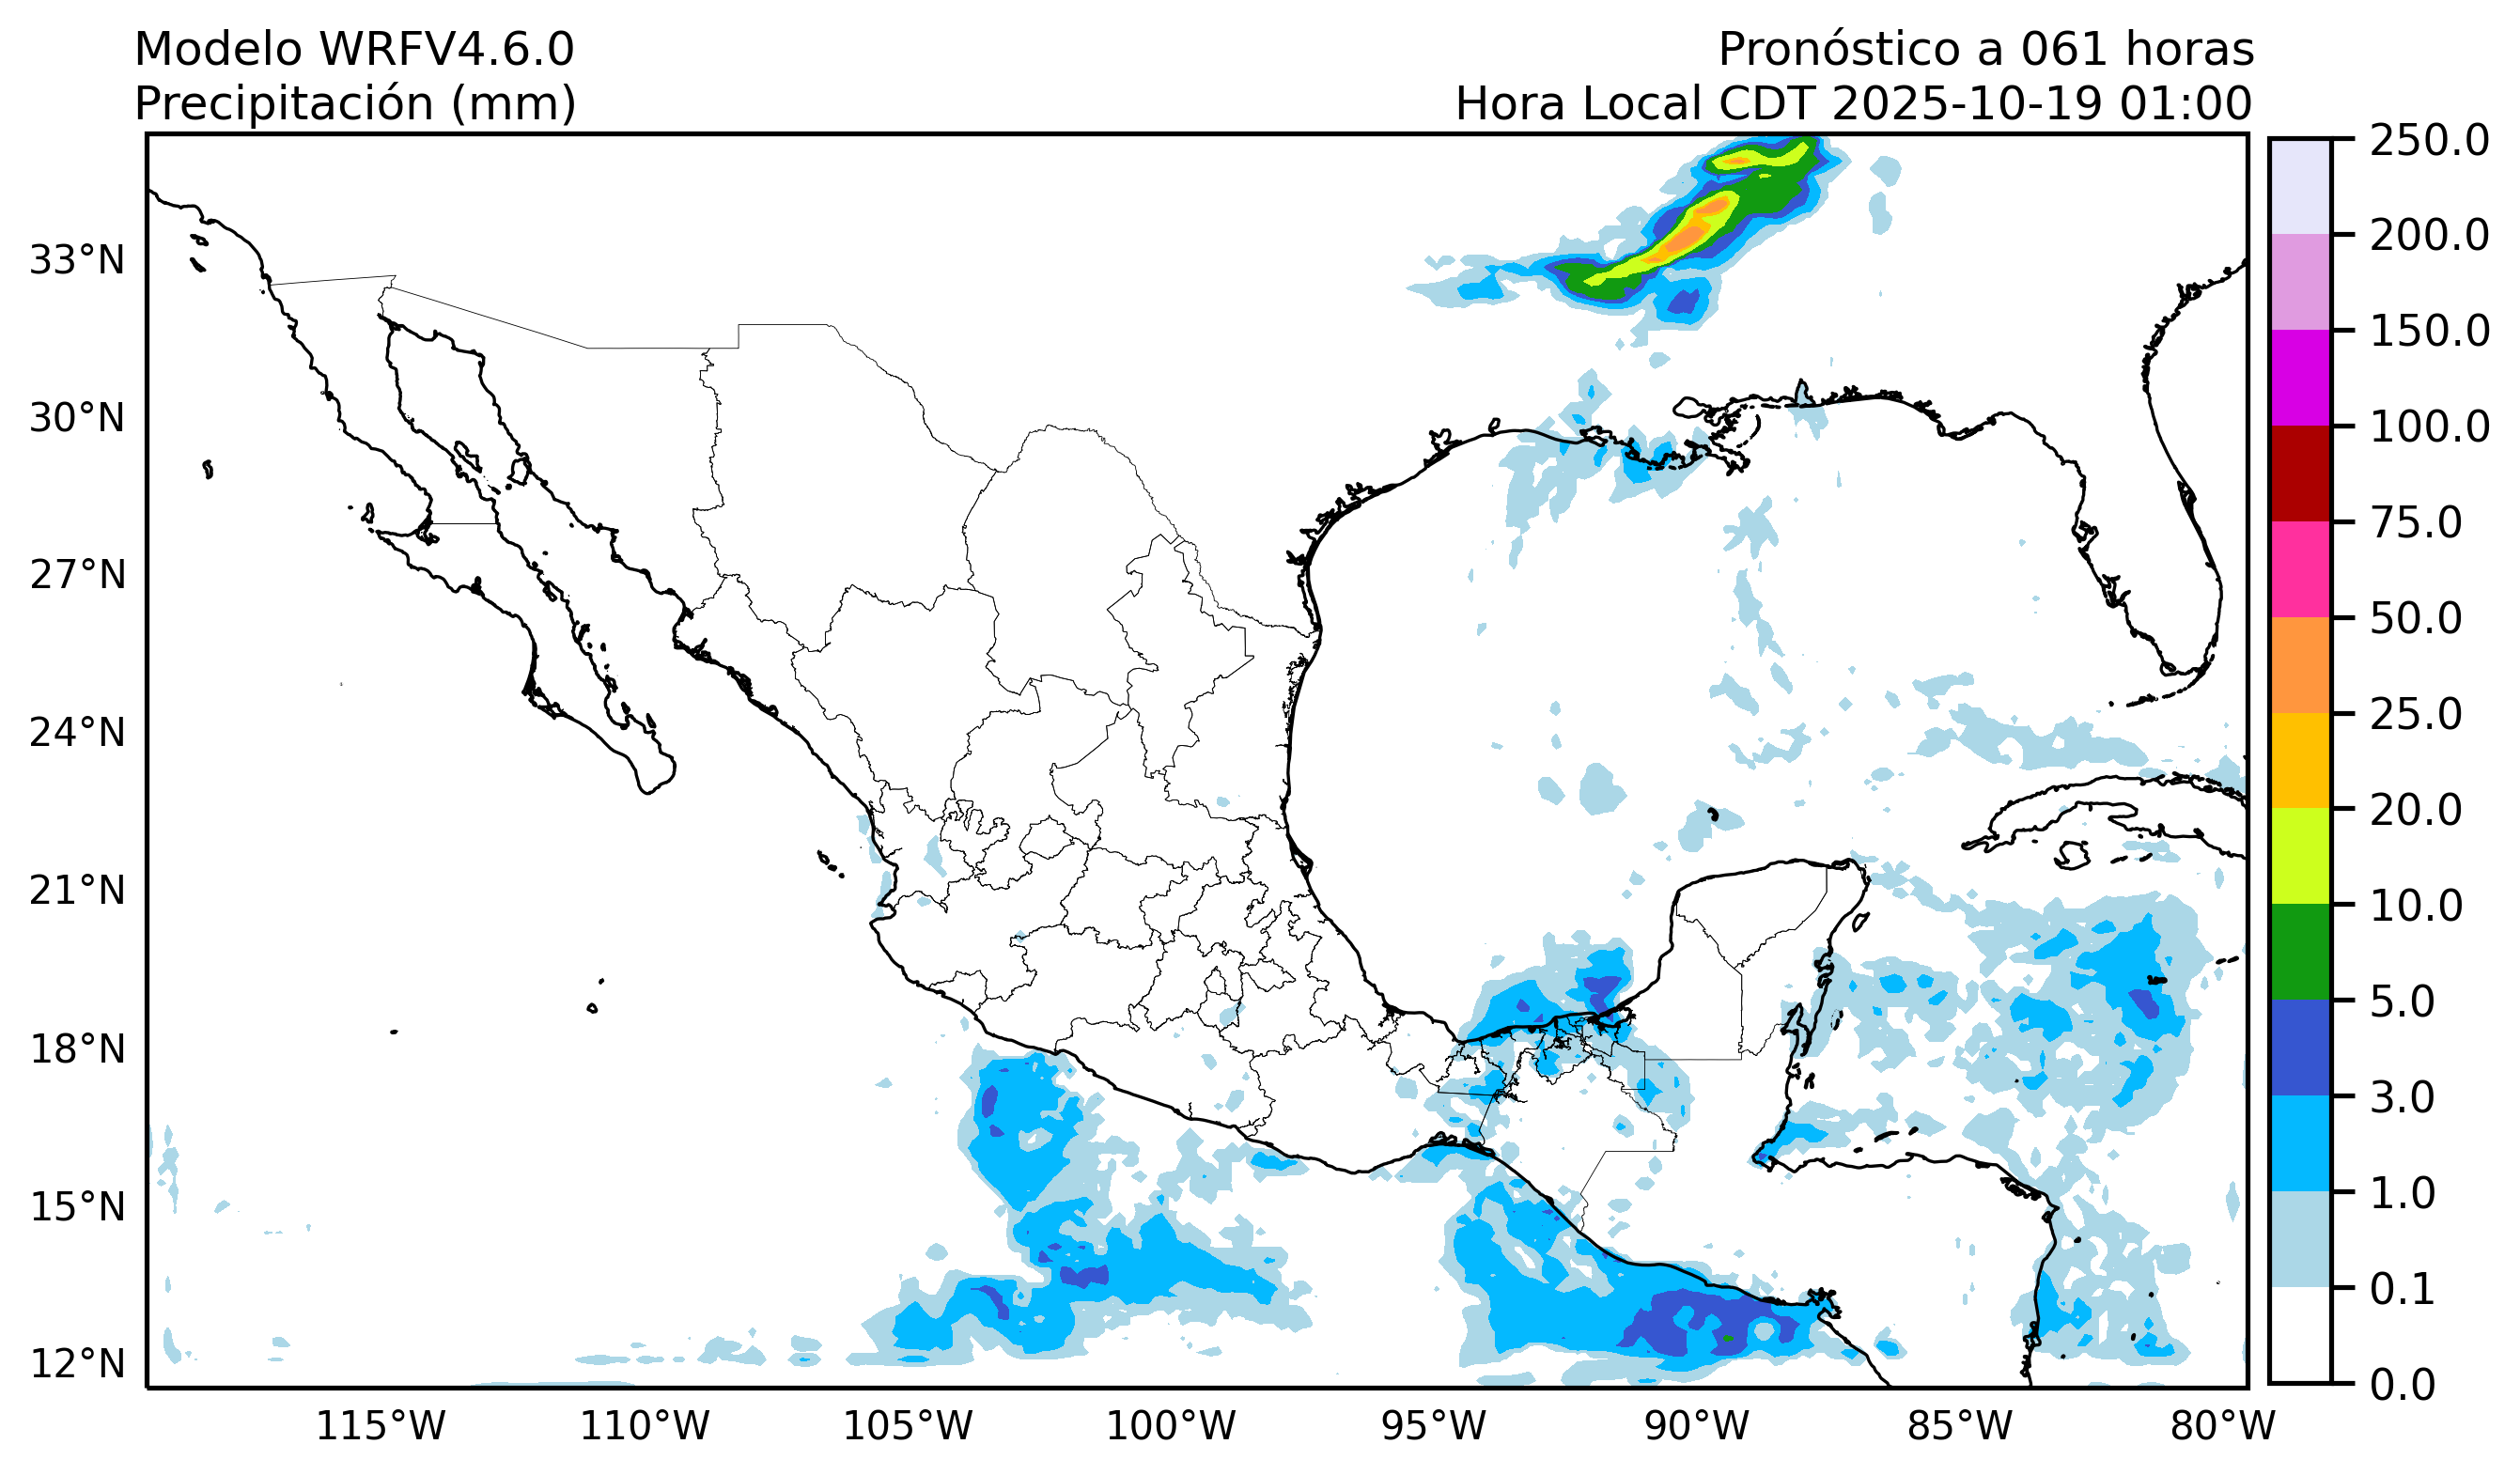 Modelo WRFV4.6.0
Precipitación (mm)
Pronóstico a 061 horas
Hora Local CDT 2025-10-19 01:00
33°N
30°N
27°N
24°N
21°N
18°N
15°N
12°N
115°W
110°W
105°W
100°W
95°W
90°W
85°W
80°W
250.0
200.0
150.0
100.0
75.0
50.0
25.0
20.0
10.0
5.0
3.0
1.0
0.1
0.0